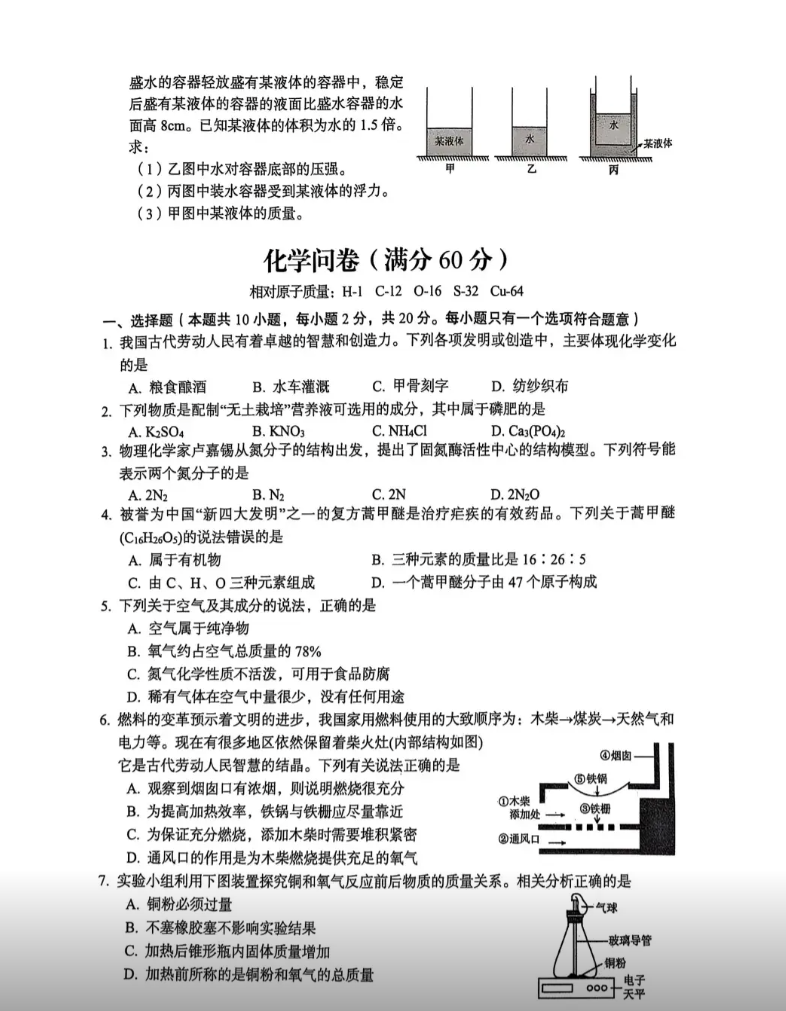 盛水的容器轻放盛有某液体的容器中，稳定
后盛有某液体的容器的液面比盛水容器的水
面高 8cm。已知某液体的体积为水的 1.5 倍。
求：
（1）乙图中水对容器底部的压强。
（2）丙图中装水容器受到某液体的浮力。
（3）甲图中某液体的质量。
某液体
水
水
某液体
甲
乙
丙
化学问卷（满分 60 分）
相对原子质量：H-1 C-12 O-16 S-32 Cu-64
一、选择题（本题共 10 小题，每小题 2 分，共 20 分。每小题只有一个选项符合题意）
1. 我国古代劳动人民有着卓越的智慧和创造力。下列各项发明或创造中，主要体现化学变化
的是
A. 粮食酿酒 B. 水车灌溉 C. 甲骨刻字 D. 纺纱织布
2. 下列物质是配制“无土栽培”营养液可选用的成分，其中属于磷肥的是
A. K₂SO₄ B. KNO₃ C. NH₄Cl D. Ca₃(PO₄)₂
3. 物理化学家卢嘉锡从氮分子的结构出发，提出了固氮酶活性中心的结构模型。下列符号能
表示两个氮分子的是
A. 2N₂ B. N₂ C. 2N D. 2N₂O
4. 被誉为中国“新四大发明”之一的复方蒿甲醚是治疗疟疾的有效药品。下列关于蒿甲醚
(C₁₆H₂₆O₅)的说法错误的是
A. 属于有机物 B. 三种元素的质量比是 16：26：5
C. 由 C、H、O 三种元素组成 D. 一个蒿甲醚分子由 47 个原子构成
5. 下列关于空气及其成分的说法，正确的是
A. 空气属于纯净物
B. 氧气约占空气总质量的 78%
C. 氮气化学性质不活泼，可用于食品防腐
D. 稀有气体在空气中量很少，没有任何用途
6. 燃料的变革预示着文明的进步，我国家用燃料使用的大致顺序为：木柴→煤炭→天然气和
电力等。现在有很多地区依然保留着柴火灶(内部结构如图)
它是古代劳动人民智慧的结晶。下列有关说法正确的是
A. 观察到烟囱口有浓烟，则说明燃烧很充分
B. 为提高加热效率，铁锅与铁栅应尽量靠近
C. 为保证充分燃烧，添加木柴时需要堆积紧密
D. 通风口的作用是为木柴燃烧提供充足的氧气
④烟囱
⑤铁锅
①木柴
添加处
③铁栅
②通风口
7. 实验小组利用下图装置探究铜和氧气反应前后物质的质量关系。相关分析正确的是
A. 铜粉必须过量
B. 不塞橡胶塞不影响实验结果
C. 加热后锥形瓶内固体质量增加
D. 加热前所称的是铜粉和氧气的总质量
气球
玻璃导管
铜粉
电子
天平